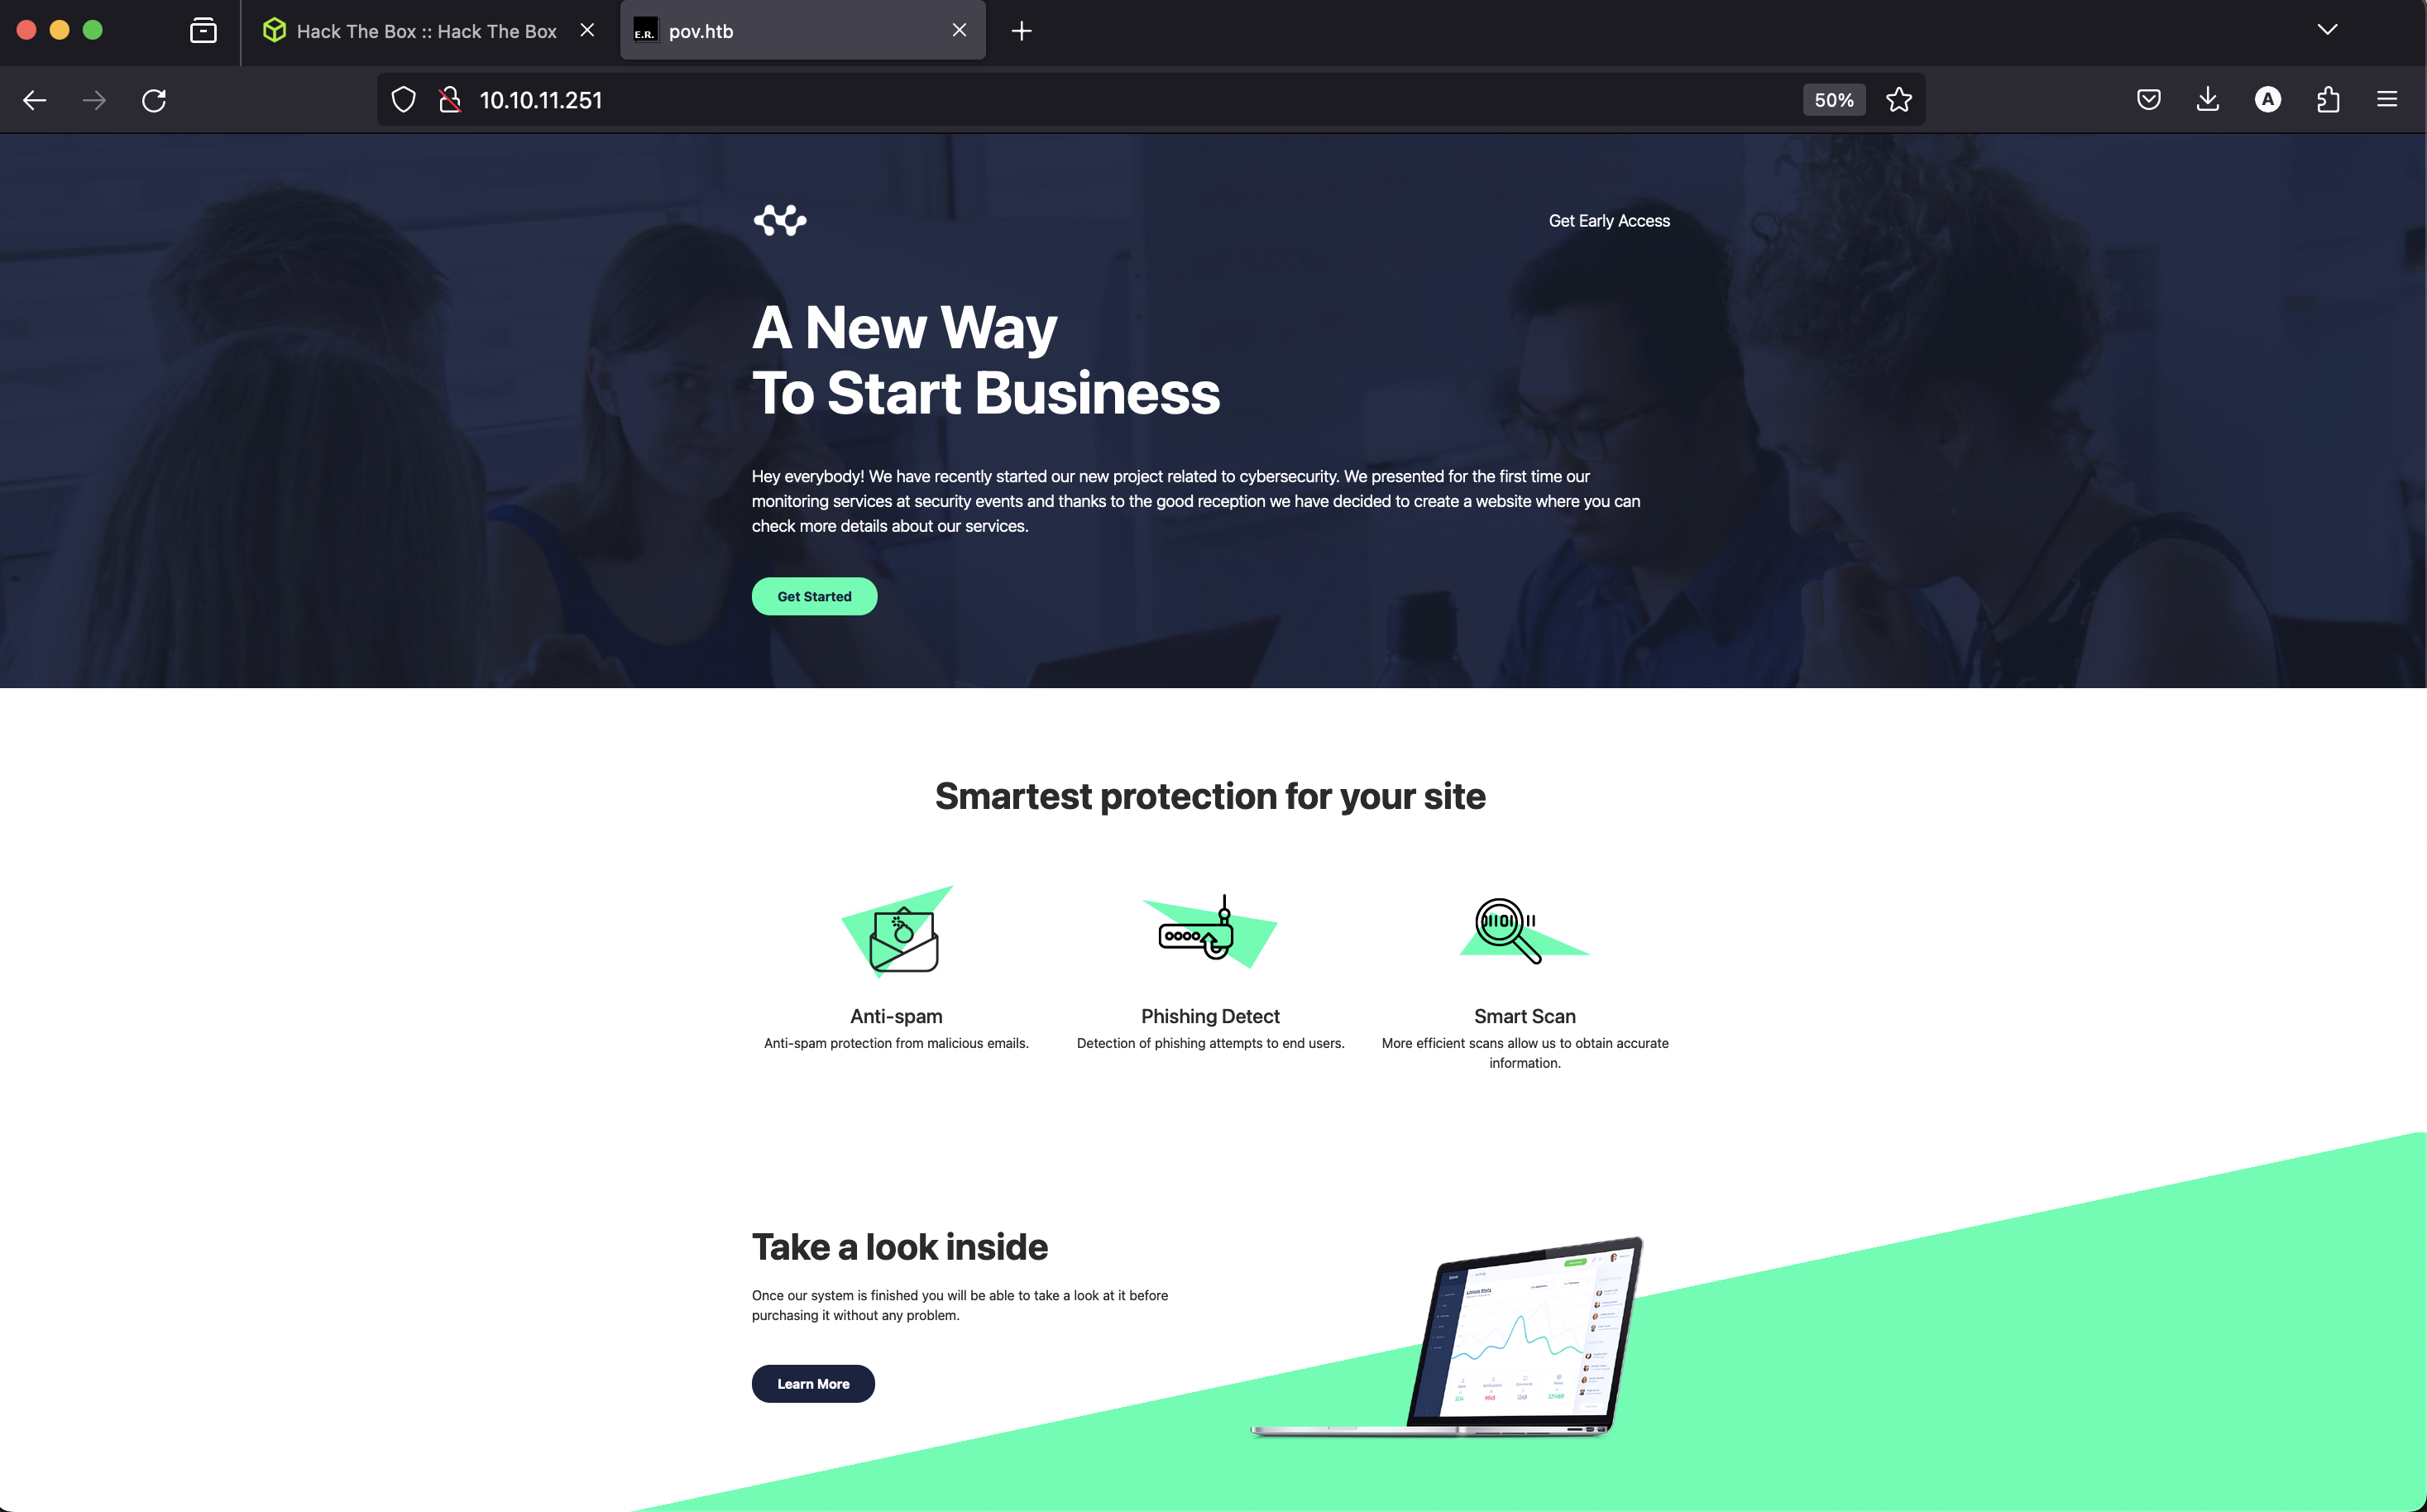 Hack The Box :: Hack The Box
E.R.
pov.htb
10.10.11.251
50%
A
Get Early Access
A New Way
To Start Business
Hey everybody! We have recently started our new project related to cybersecurity. We presented for the first time our
monitoring services at security events and thanks to the good reception we have decided to create a website where you can
check more details about our services.
Get Started
Smartest protection for your site
Anti-spam
Anti-spam protection from malicious emails.
Phishing Detect
Detection of phishing attempts to end users.
Smart Scan
More efficient scans allow us to obtain accurate
information.
Take a look inside
Once our system is finished you will be able to take a look at it before
purchasing it without any problem.
Learn More